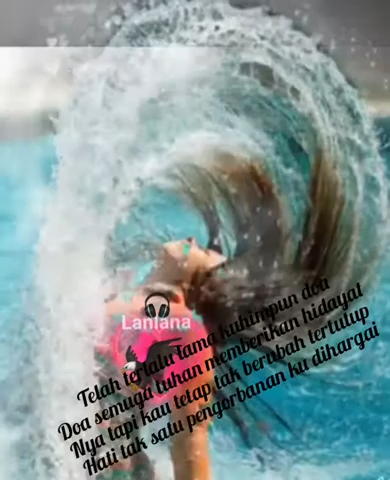 Laniana
Telah terlalu lama kuhimpun doa
Doa semuga tuhan memberikan hidayat
Nya tapi kau tetap tak berubah tertutup
Hati tak satu pengorbanan ku dihargai